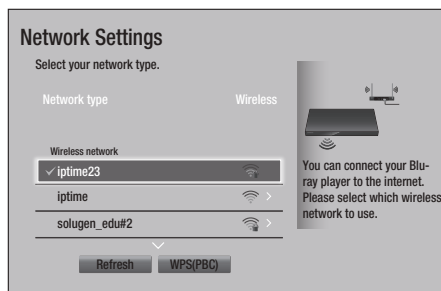 Network Settings
Select your network type.
Network type Wireless
Wireless network
iptime23
iptime
solugen_edu#2
Refresh WPS(PBC)
You can connect your Blu-
ray player to the internet.
Please select which wireless
network to use.